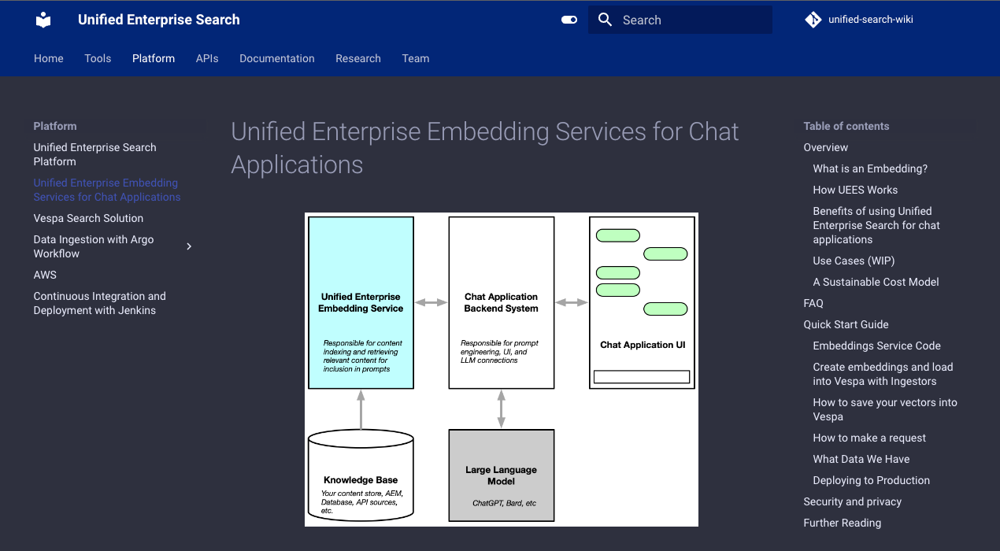 Unified Enterprise Search
Search
unified-search-wiki
Home
Tools
Platform
APIs
Documentation
Research
Team
Platform
Unified Enterprise Search
Platform
Unified Enterprise Embedding
Services for Chat Applications
Vespa Search Solution
Data Ingestion with Argo
Workflow
AWS
Continuous Integration and
Deployment with Jenkins
Unified Enterprise Embedding Services for Chat
Applications
Unified Enterprise
Embedding Service
Responsible for content
indexing and retrieving
relevant content for
inclusion in prompts
Chat Application
Backend System
Responsible for prompt
engineering, UI, and
LLM connections
Chat Application UI
Knowledge Base
Your content store, AEM,
Database, API sources,
etc.
Large Language
Model
ChatGPT, Bard, etc
Table of contents
Overview
What is an Embedding?
How UEES Works
Benefits of using Unified
Enterprise Search for chat
applications
Use Cases (WIP)
A Sustainable Cost Model
FAQ
Quick Start Guide
Embeddings Service Code
Create embeddings and load
into Vespa with Ingestors
How to save your vectors into
Vespa
How to make a request
What Data We Have
Deploying to Production
Security and privacy
Further Reading